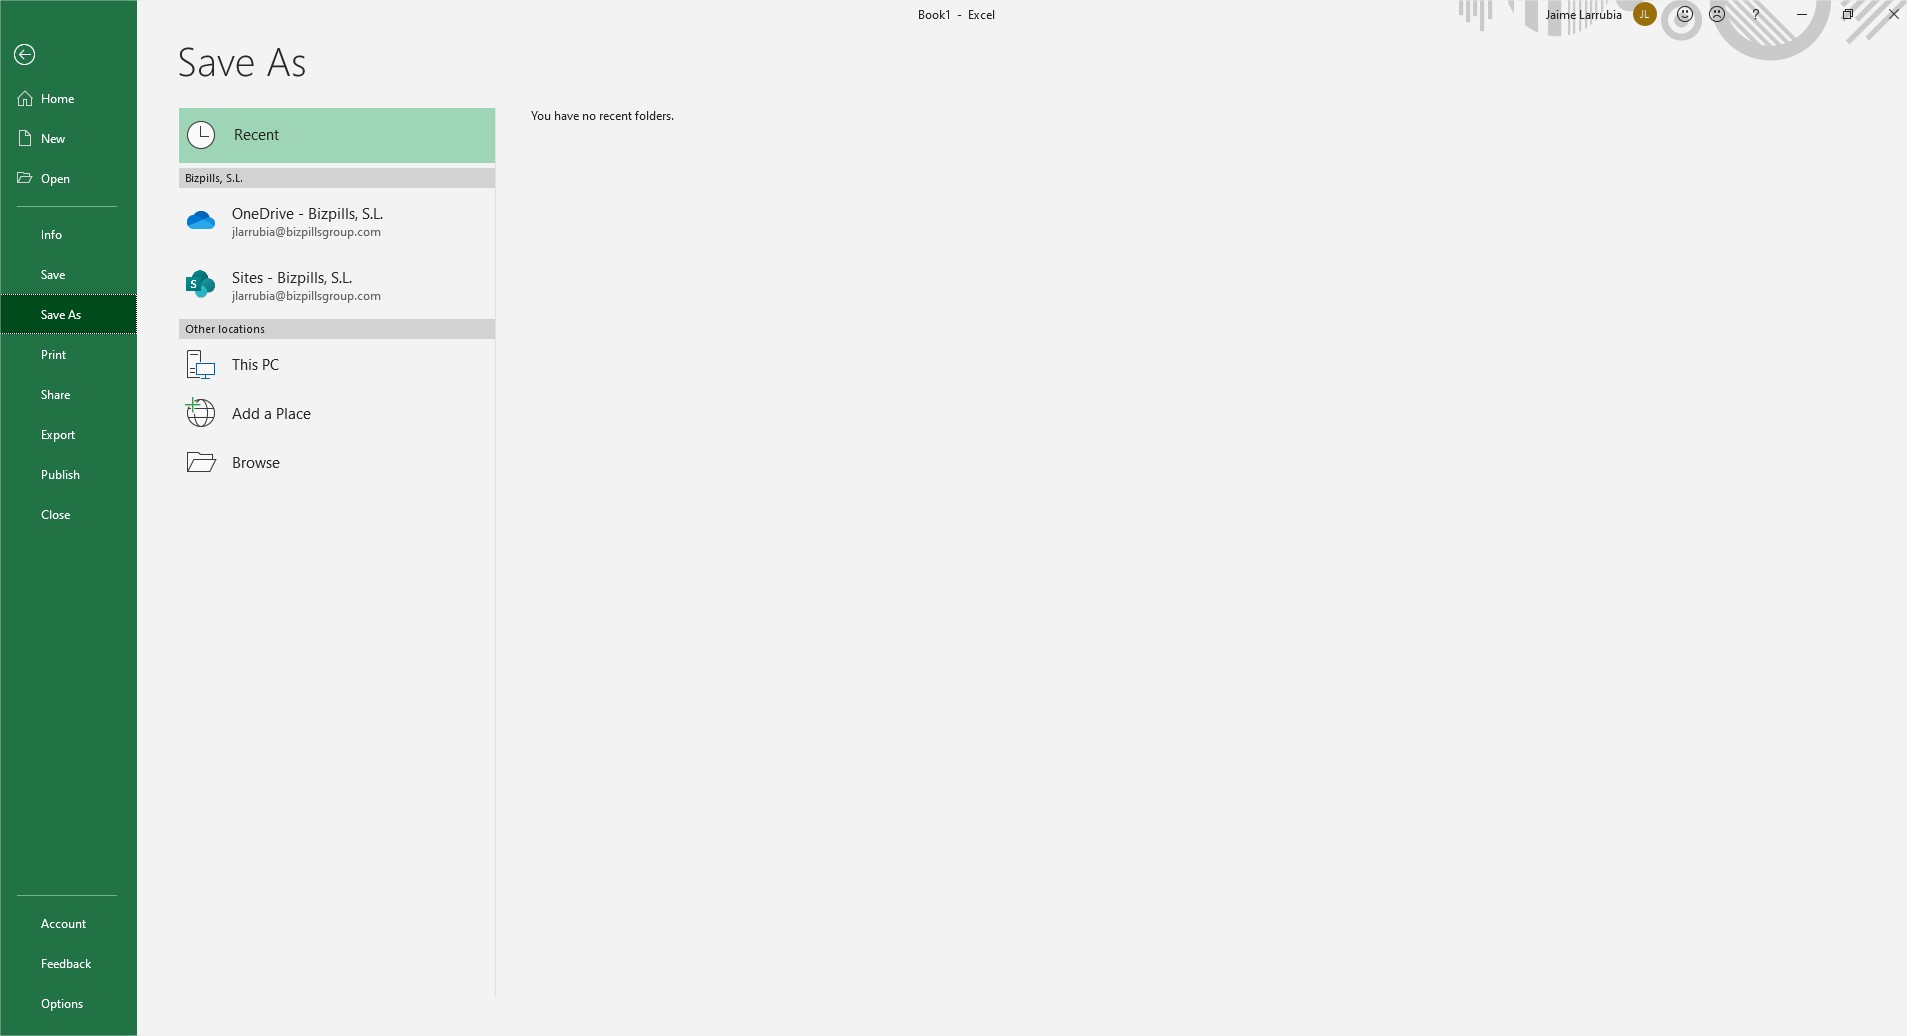 Book1 - Excel
Jaime Larrubia
JL
?
Save As
Home
New
Open
Info
Save
Save As
Print
Share
Export
Publish
Close
Account
Feedback
Options
Recent
Bizpills, S.L.
OneDrive - Bizpills, S.L.
jlarrubia@bizpillsgroup.com
S
Sites - Bizpills, S.L.
jlarrubia@bizpillsgroup.com
Other locations
This PC
Add a Place
Browse
You have no recent folders.